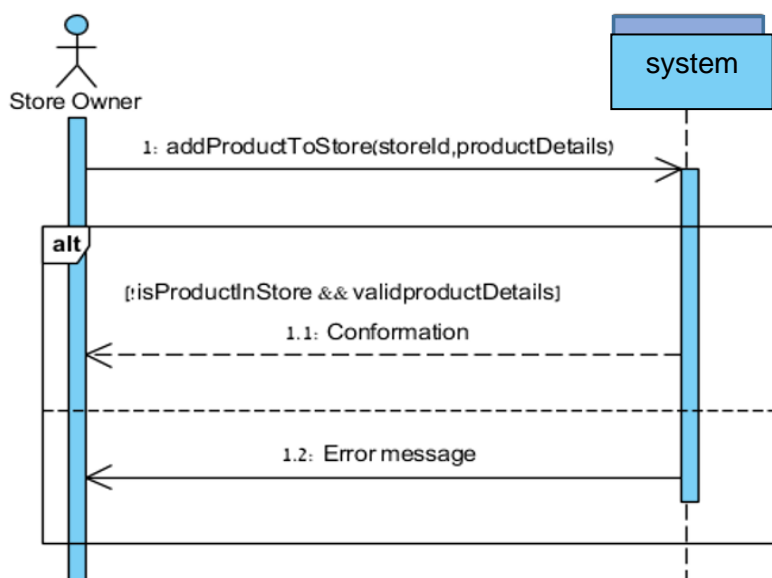 system
Store Owner
1: addProductToStore(storeId,productDetails)
alt
[!isProductInStore && validproductDetails]
1.1: Conformation
1.2: Error message